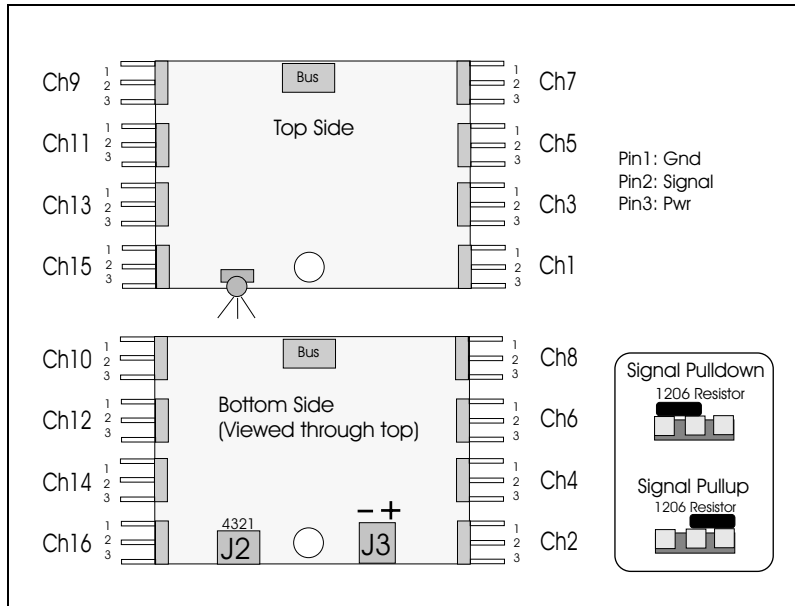 Bus
Top Side
Ch9 1 2 3
Ch11 1 2 3
Ch13 1 2 3
Ch15 1 2 3
1 2 3 Ch7
1 2 3 Ch5
1 2 3 Ch3
1 2 3 Ch1
Pin1: Gnd
Pin2: Signal
Pin3: Pwr
Bus
Bottom Side
(Viewed through top)
Ch10 1 2 3
Ch12 1 2 3
Ch14 1 2 3
Ch16 1 2 3
4321
J2
− +
J3
1 2 3 Ch8
1 2 3 Ch6
1 2 3 Ch4
1 2 3 Ch2
Signal Pulldown
1206 Resistor
Signal Pullup
1206 Resistor